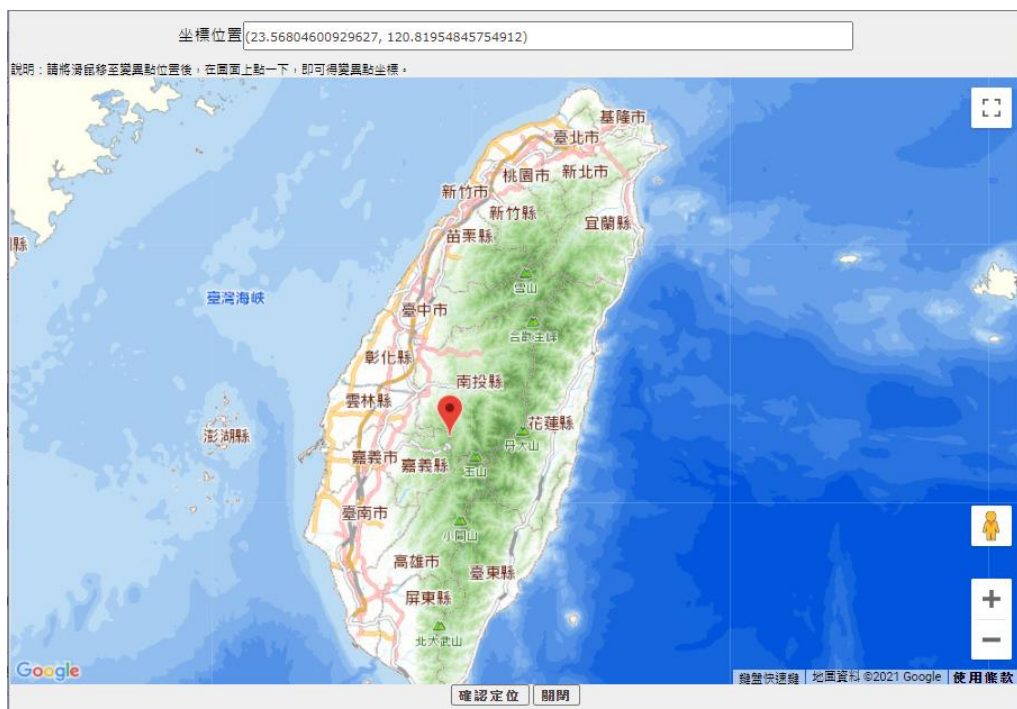 坐標位置 (23.56804600929627, 120.81954845754912)
說明：請將滑鼠移至變異點位置後，在圖面上點一下，即可得變異點坐標。
基隆市
臺北市
桃園市
新北市
新竹市
新竹縣
宜蘭縣
苗栗縣
縣
雪山
臺灣海峽
臺中市
合歡主峰
彰化縣
南投縣
雲林縣
花蓮縣
澎湖縣
丹大山
嘉義市
嘉義縣
玉山
臺南市
小關山
高雄市
臺東縣
屏東縣
北大武山
Google
鍵盤快速鍵
地圖資料 ©2021 Google
使用條款
確認定位
關閉